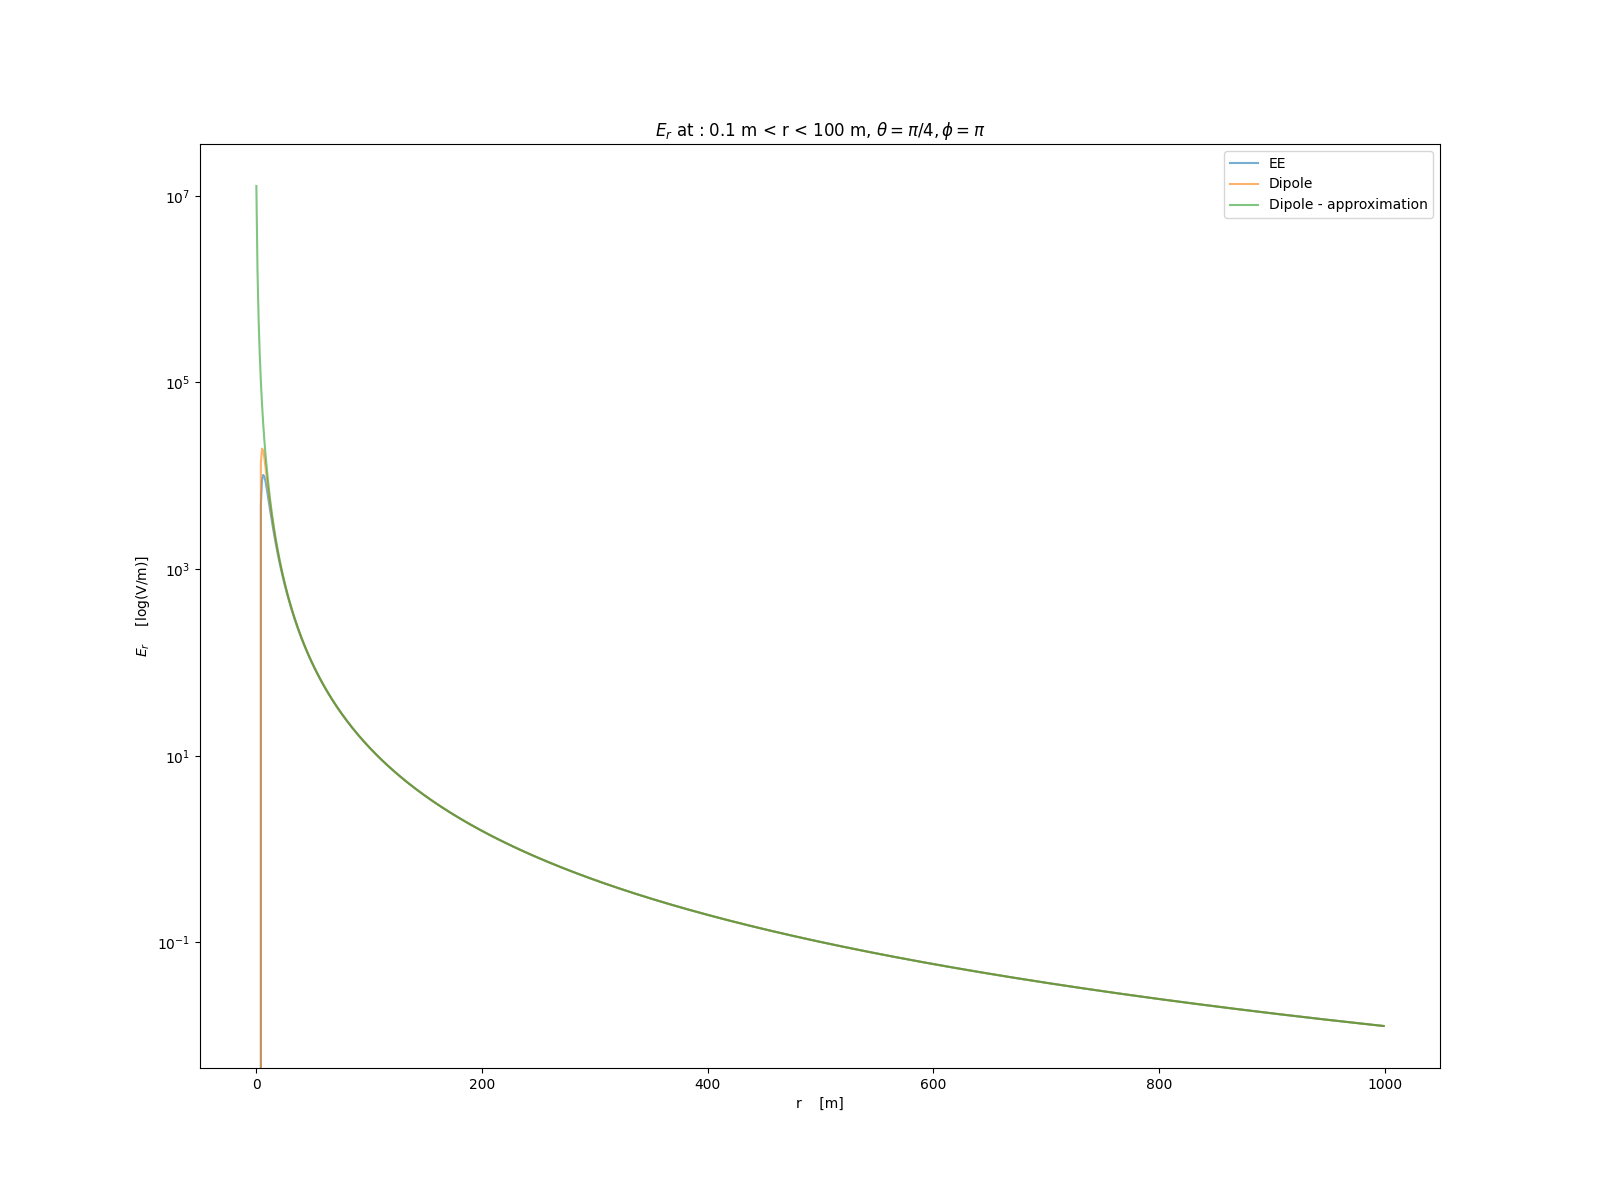 E_r at : 0.1 m < r < 100 m, θ = π/4, ϕ = π
EE
Dipole
Dipole - approximation
10^7
10^5
10^3
10^1
10^−1
E_r    [log(V/m)]
0 200 400 600 800 1000
r    [m]